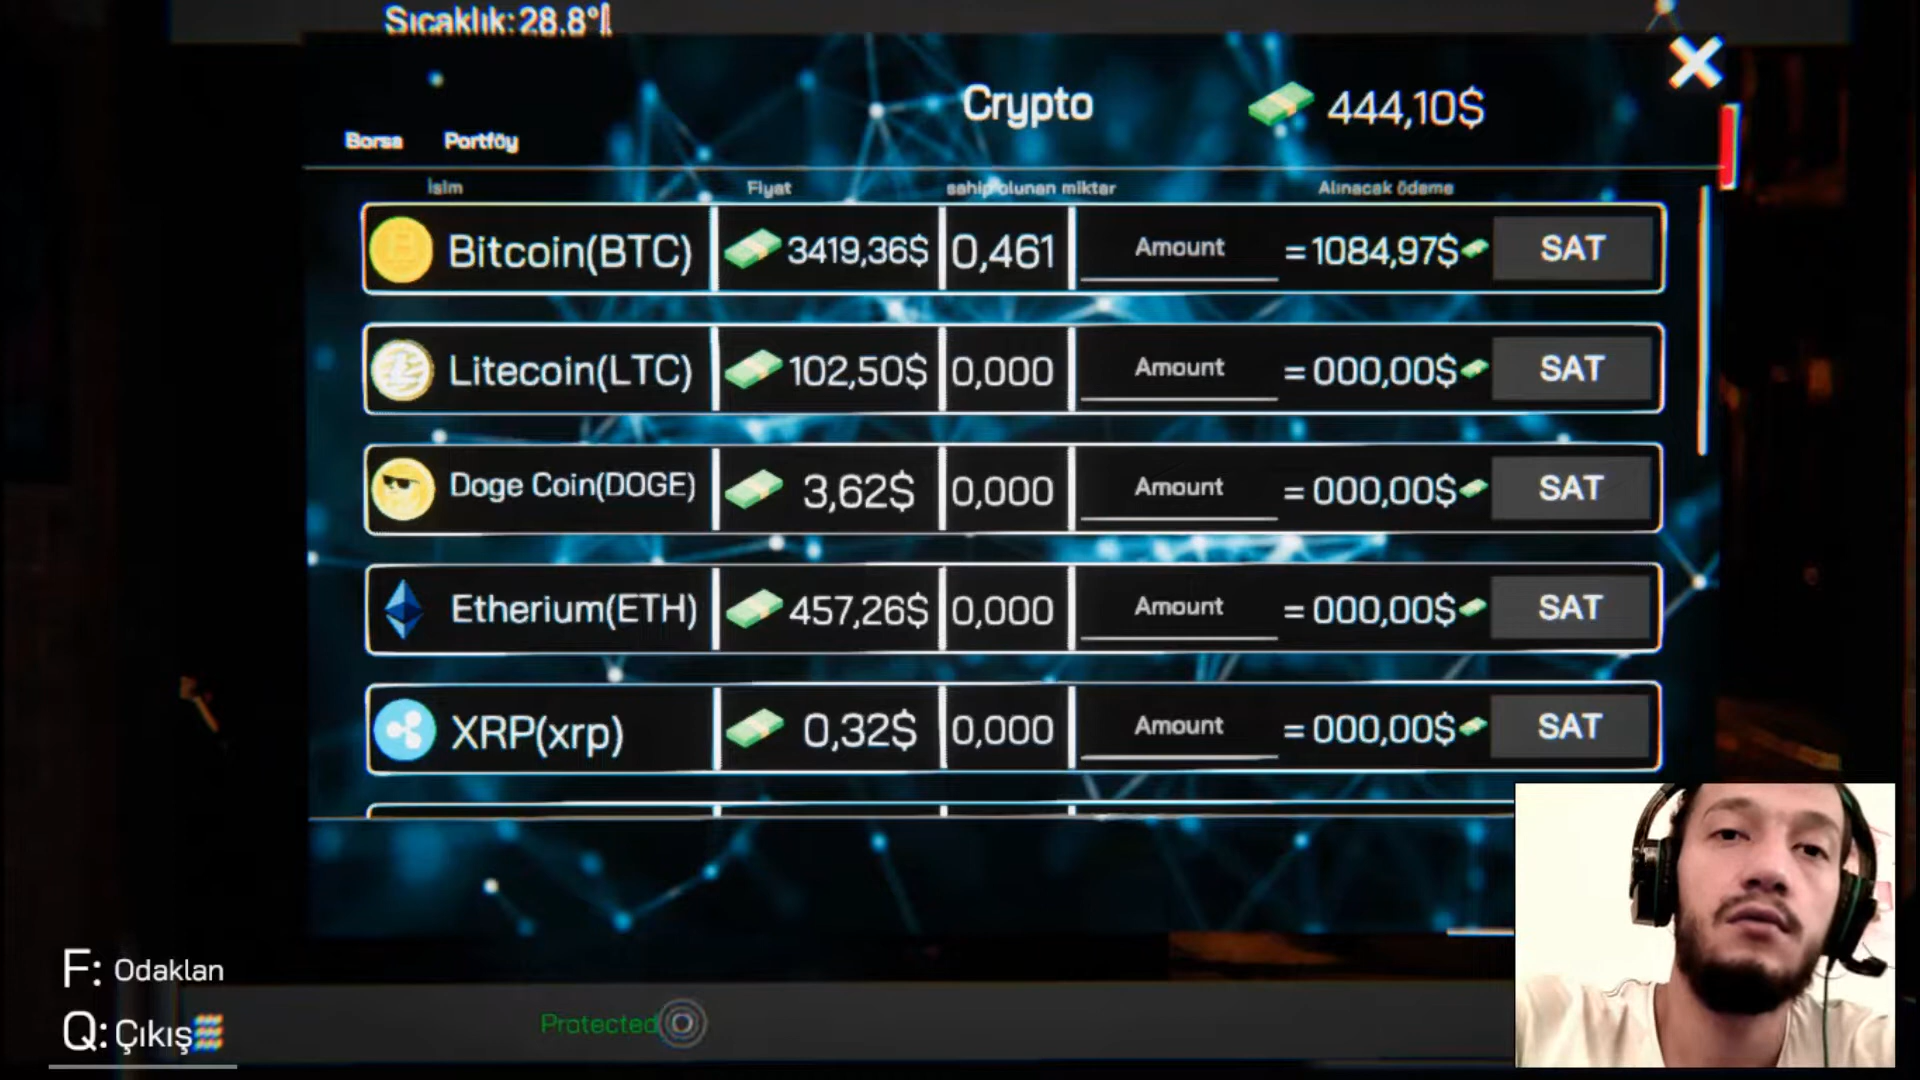 Sıcaklık: 28.8°
Crypto
444,10$
Borsa Portföy
İsim Fiyat sahip olunan miktar Alınacak ödeme
Bitcoin(BTC) 3419,36$ 0,461 Amount =1084,97$ SAT
Litecoin(LTC) 102,50$ 0,000 Amount =000,00$ SAT
Doge Coin(DOGE) 3,62$ 0,000 Amount =000,00$ SAT
Etherium(ETH) 457,26$ 0,000 Amount =000,00$ SAT
XRP(xrp) 0,32$ 0,000 Amount =000,00$ SAT
F: Odaklan
Q: Çıkış
Protected